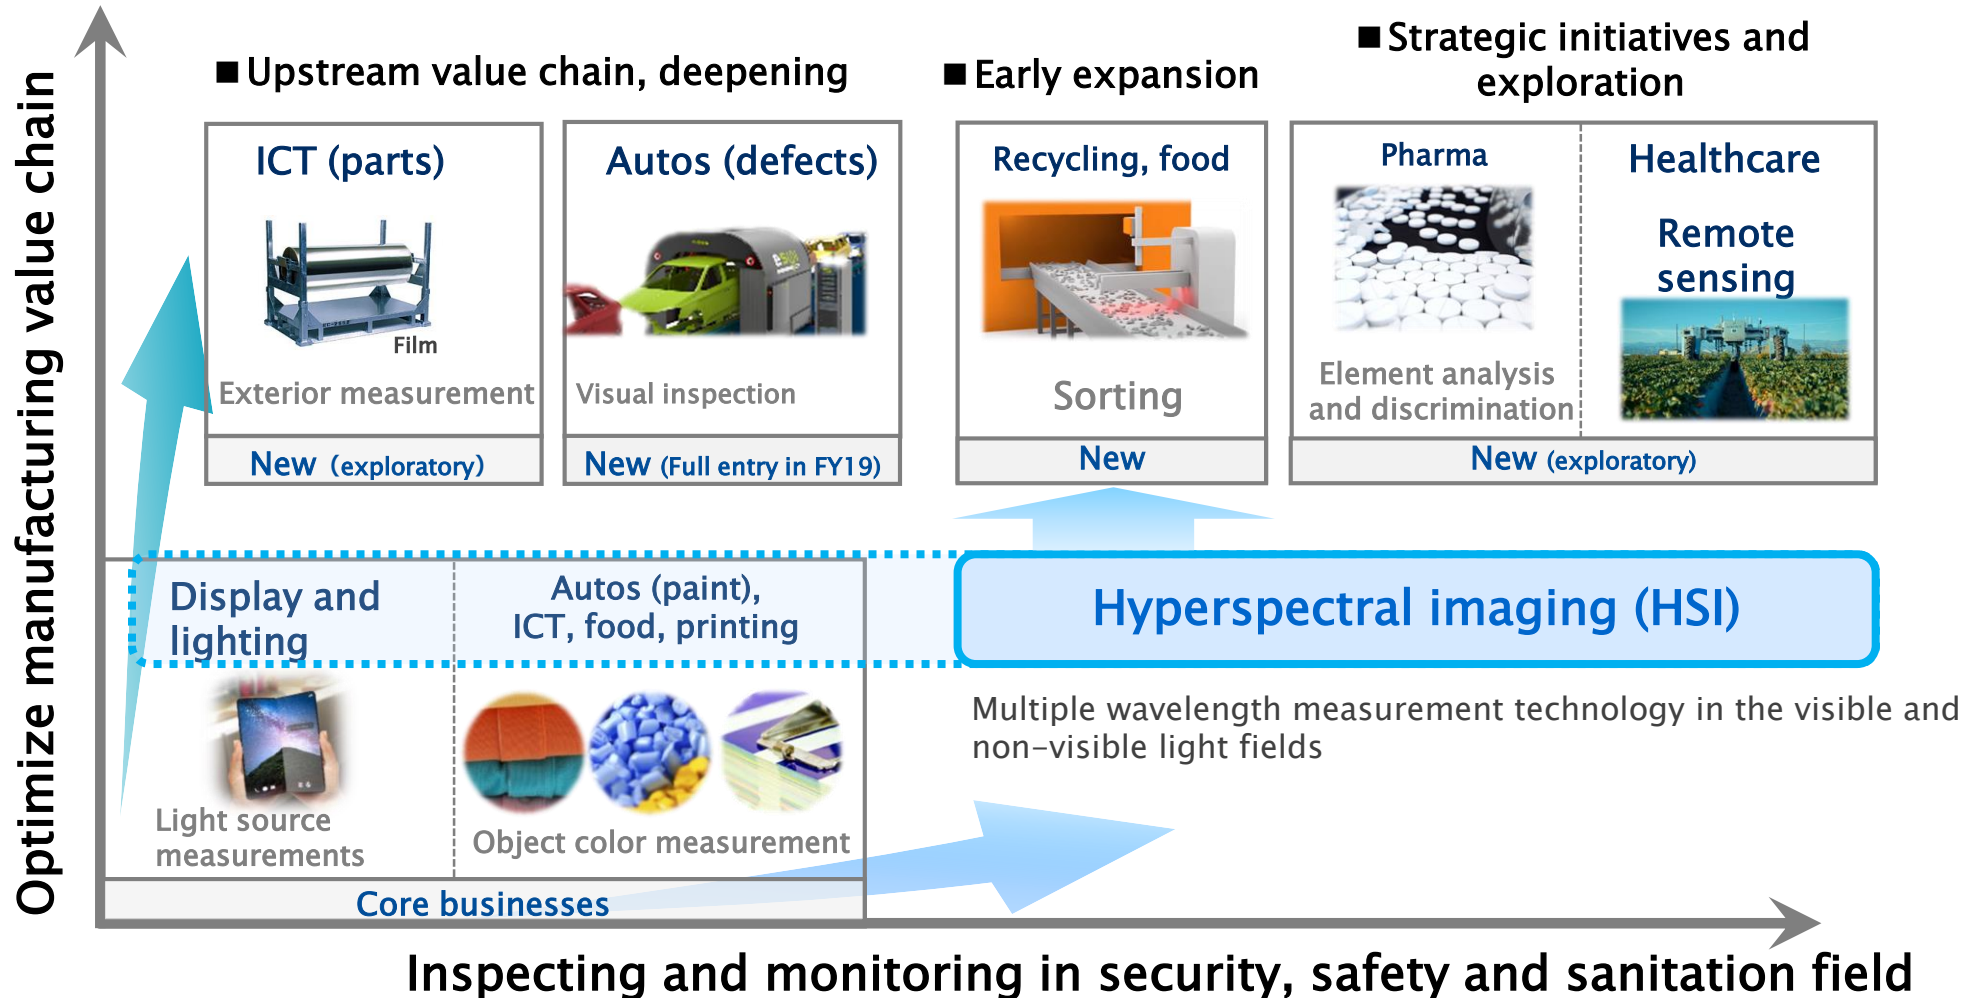 Optimize manufacturing value chain
■Upstream value chain, deepening
■Early expansion
■Strategic initiatives and
exploration
ICT (parts)
Film
Exterior measurement
New (exploratory)
Autos (defects)
Visual inspection
New (Full entry in FY19)
Recycling, food
Sorting
New
Pharma
Element analysis
and discrimination
Healthcare
Remote
sensing
New (exploratory)
Display and
lighting
Light source
measurements
Autos (paint),
ICT, food, printing
Object color measurement
Core businesses
Hyperspectral imaging (HSI)
Multiple wavelength measurement technology in the visible and
non-visible light fields
Inspecting and monitoring in security, safety and sanitation field